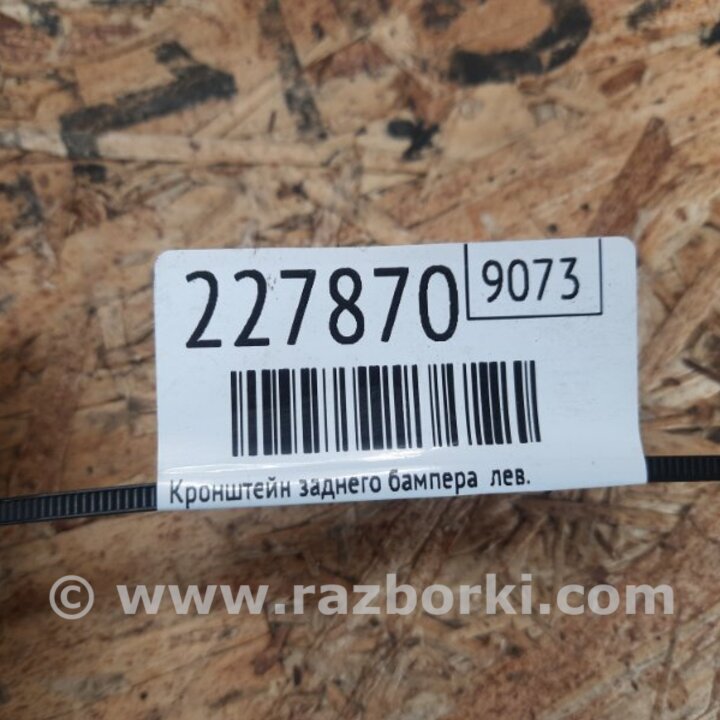 227870
9073
Кронштейн заднего бампера лев.
© www.razborki.com